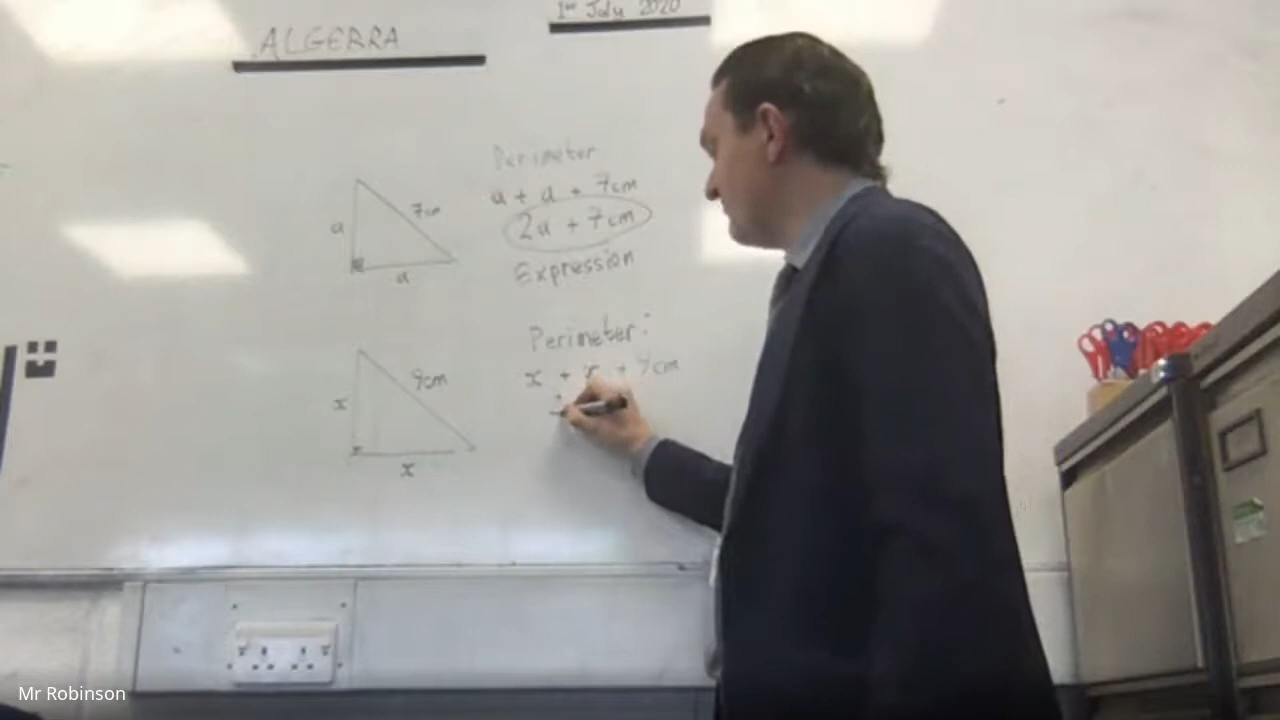 1st July 2020
ALGEBRA
Perimeter
a + a + 7cm
2a + 7cm
Expression
a
7cm
a
Perimeter:
x + x + 9cm
x
9cm
x
Mr Robinson